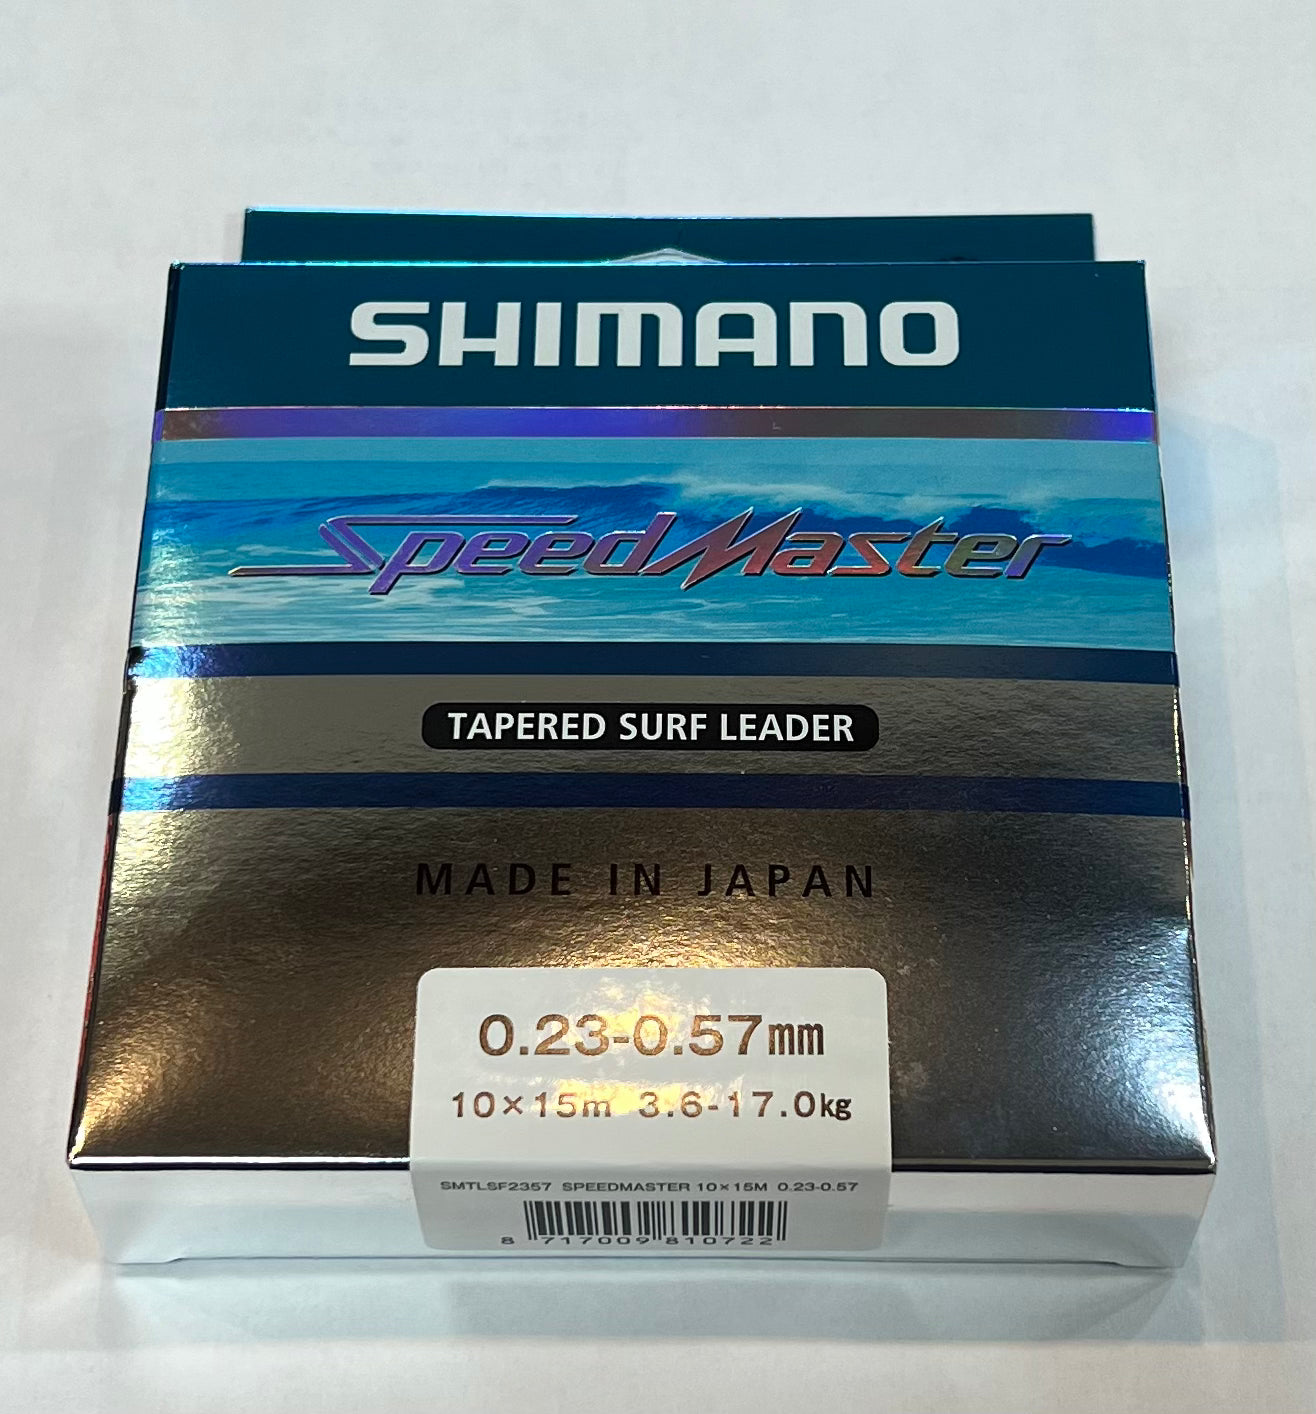 SHIMANO
SpeedMaster
TAPERED SURF LEADER
MADE IN JAPAN
0.23-0.57mm
10×15m 3.6-17.0kg
SMTLSF2357 SPEEDMASTER 10×15M 0.23-0.57
8 717009 810722